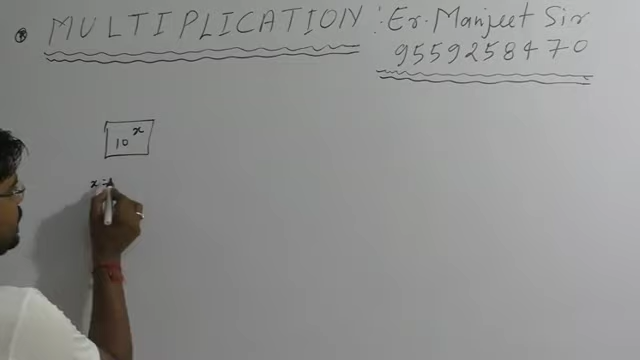 * MULTIPLICATION : Er. Manjeet Sir
9559258470
10^x
x =